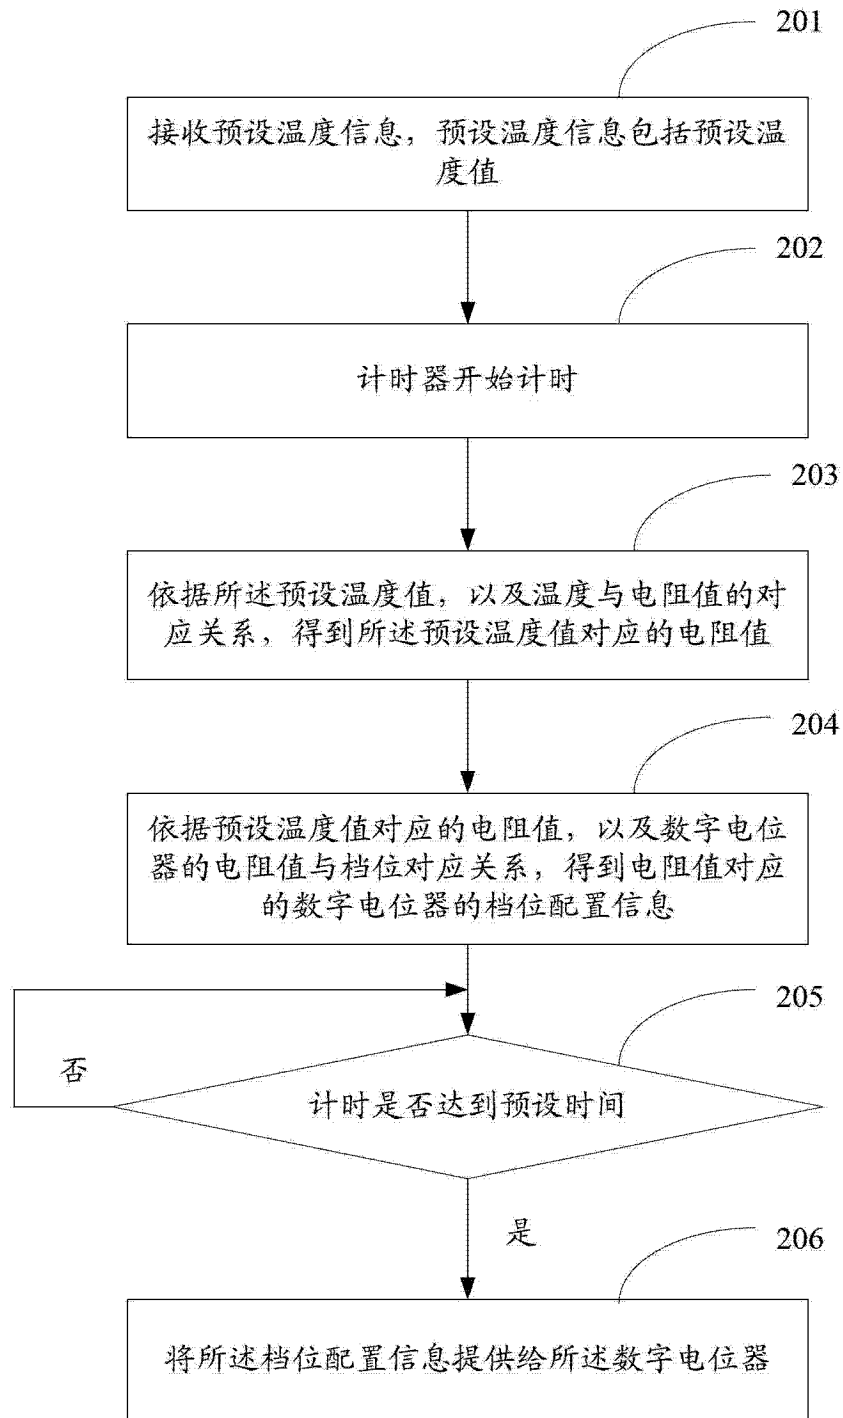 201
接收预设温度信息，预设温度信息包括预设温
度值
202
计时器开始计时
203
依据所述预设温度值，以及温度与电阻值的对
应关系，得到所述预设温度值对应的电阻值
204
依据预设温度值对应的电阻值，以及数字电位
器的电阻值与档位对应关系，得到电阻值对应
的数字电位器的档位配置信息
205
否
计时是否达到预设时间
是
206
将所述档位配置信息提供给所述数字电位器